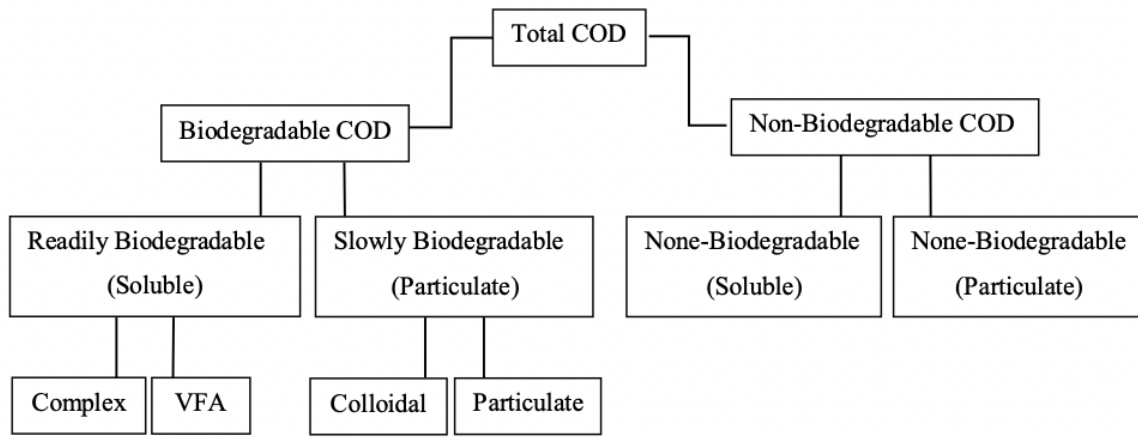 Total COD
Biodegradable COD
Non-Biodegradable COD
Readily Biodegradable
(Soluble)
Slowly Biodegradable
(Particulate)
None-Biodegradable
(Soluble)
None-Biodegradable
(Particulate)
Complex
VFA
Colloidal
Particulate